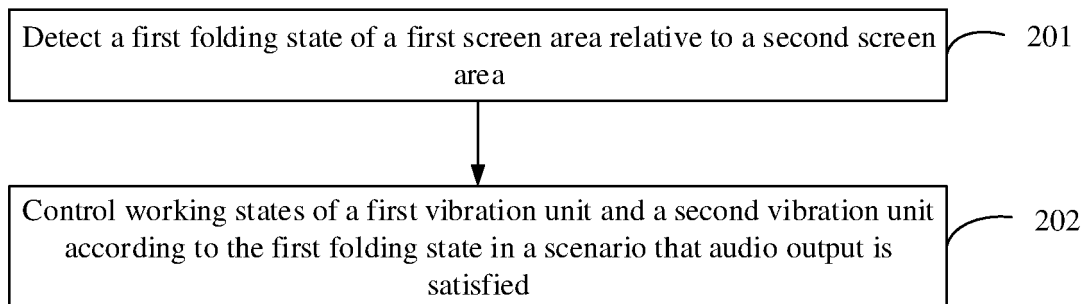 Detect a first folding state of a first screen area relative to a second screen
area
201
Control working states of a first vibration unit and a second vibration unit
according to the first folding state in a scenario that audio output is
satisfied
202